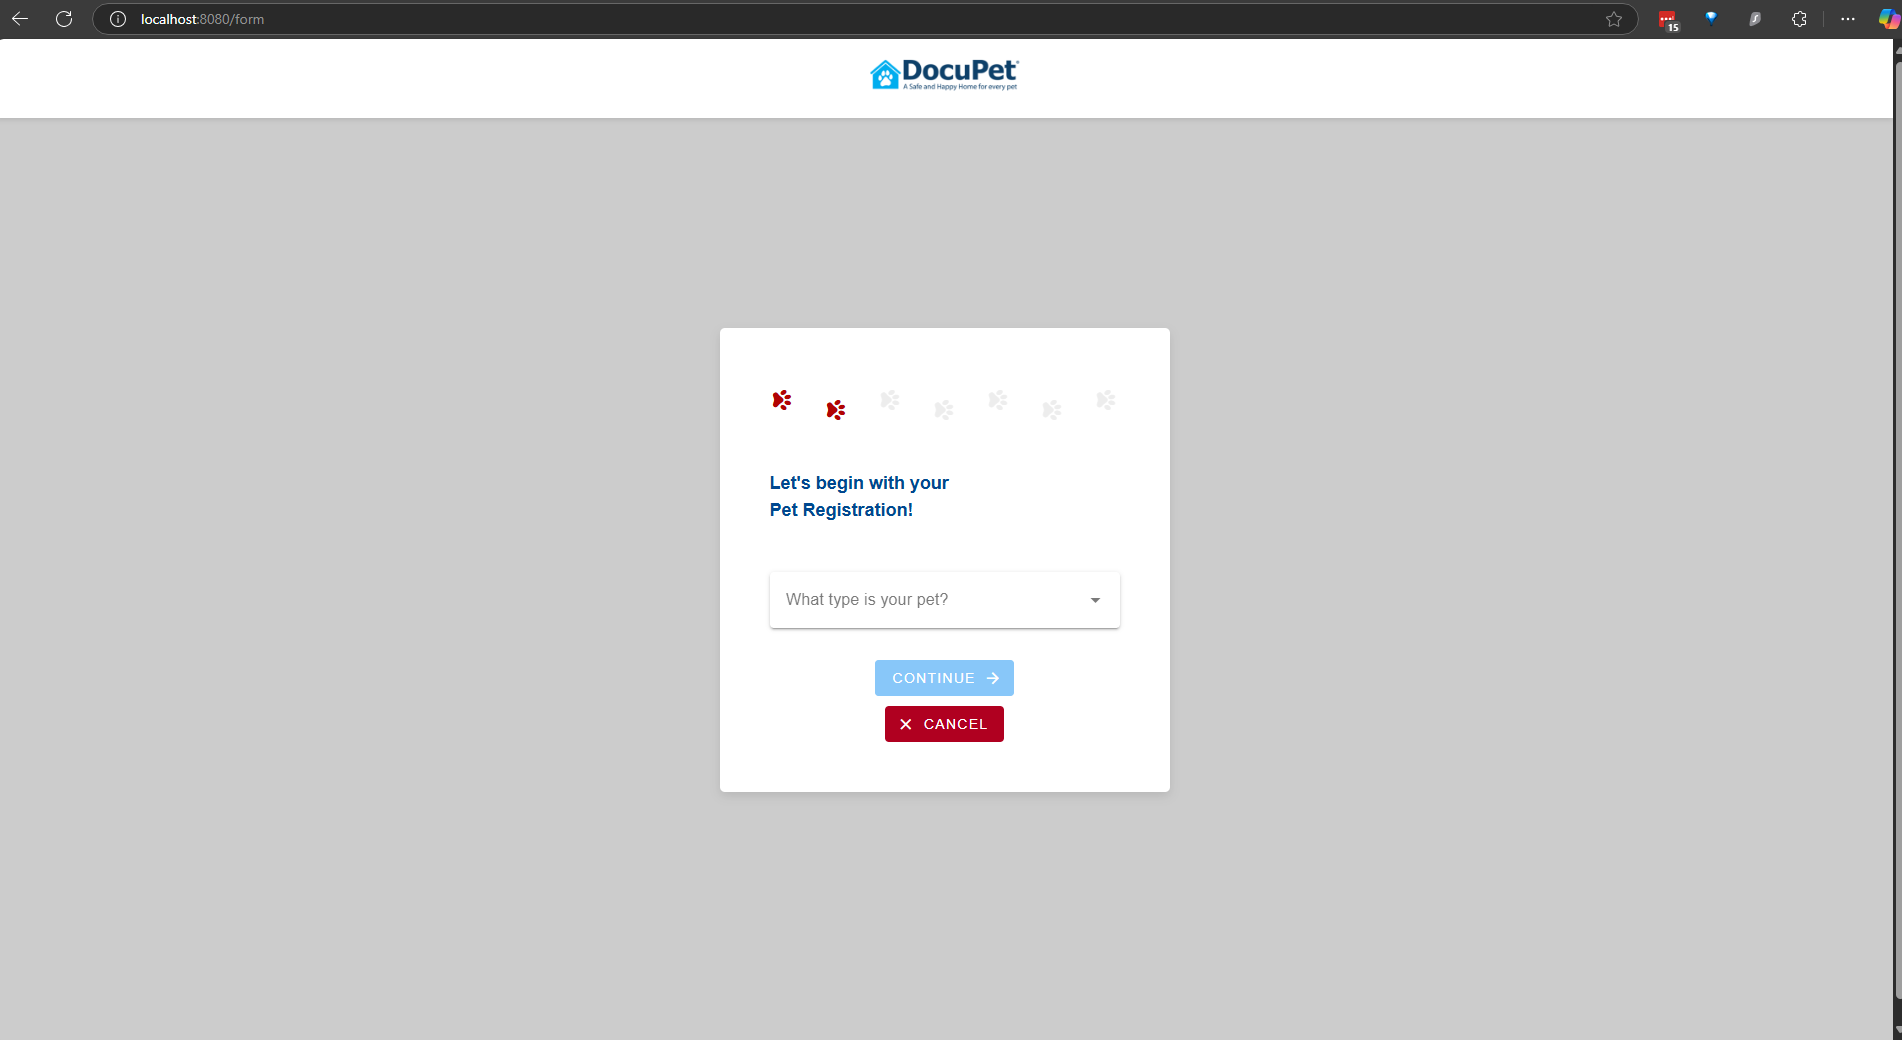 localhost:8080/form
15
DocuPet®
A Safe and Happy Home for every pet
Let's begin with your
Pet Registration!
What type is your pet?
CONTINUE
CANCEL